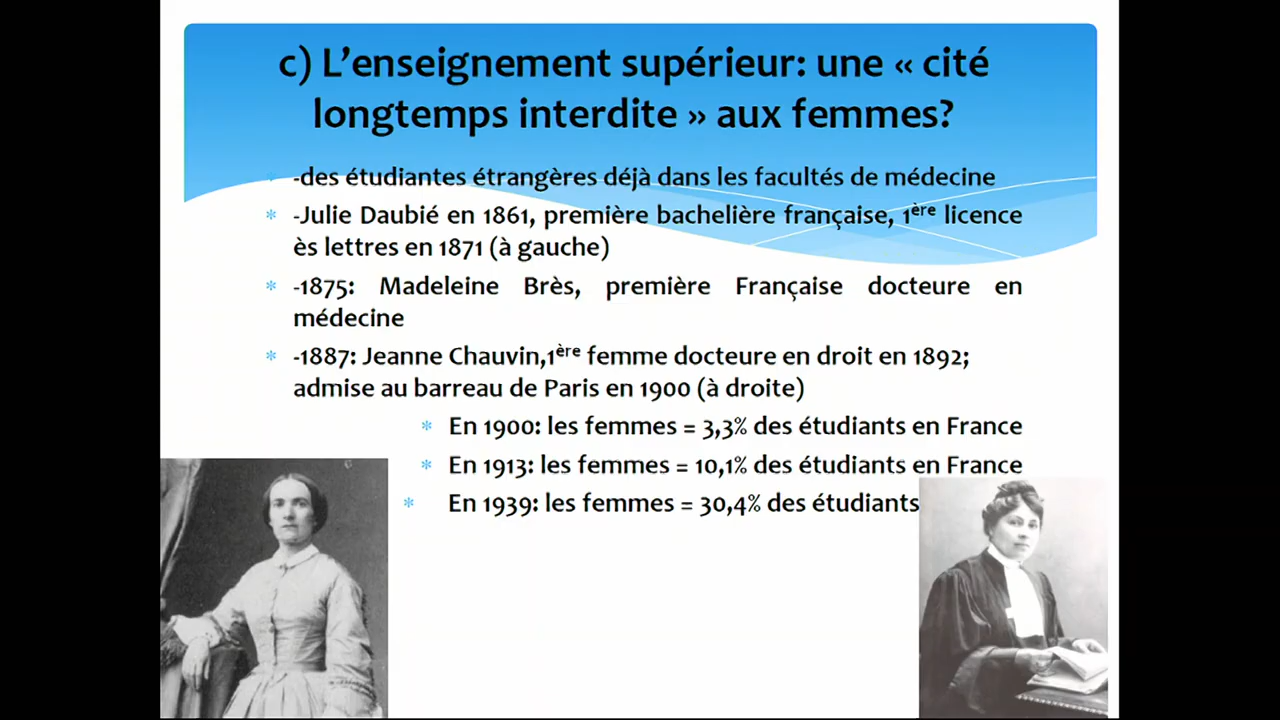 c) L’enseignement supérieur: une « cité
longtemps interdite » aux femmes?
-des étudiantes étrangères déjà dans les facultés de médecine
-Julie Daubié en 1861, première bachelière française, 1ère licence
ès lettres en 1871 (à gauche)
-1875: Madeleine Brès, première Française docteure en
médecine
-1887: Jeanne Chauvin,1ère femme docteure en droit en 1892;
admise au barreau de Paris en 1900 (à droite)
En 1900: les femmes = 3,3% des étudiants en France
En 1913: les femmes = 10,1% des étudiants en France
En 1939: les femmes = 30,4% des étudiants